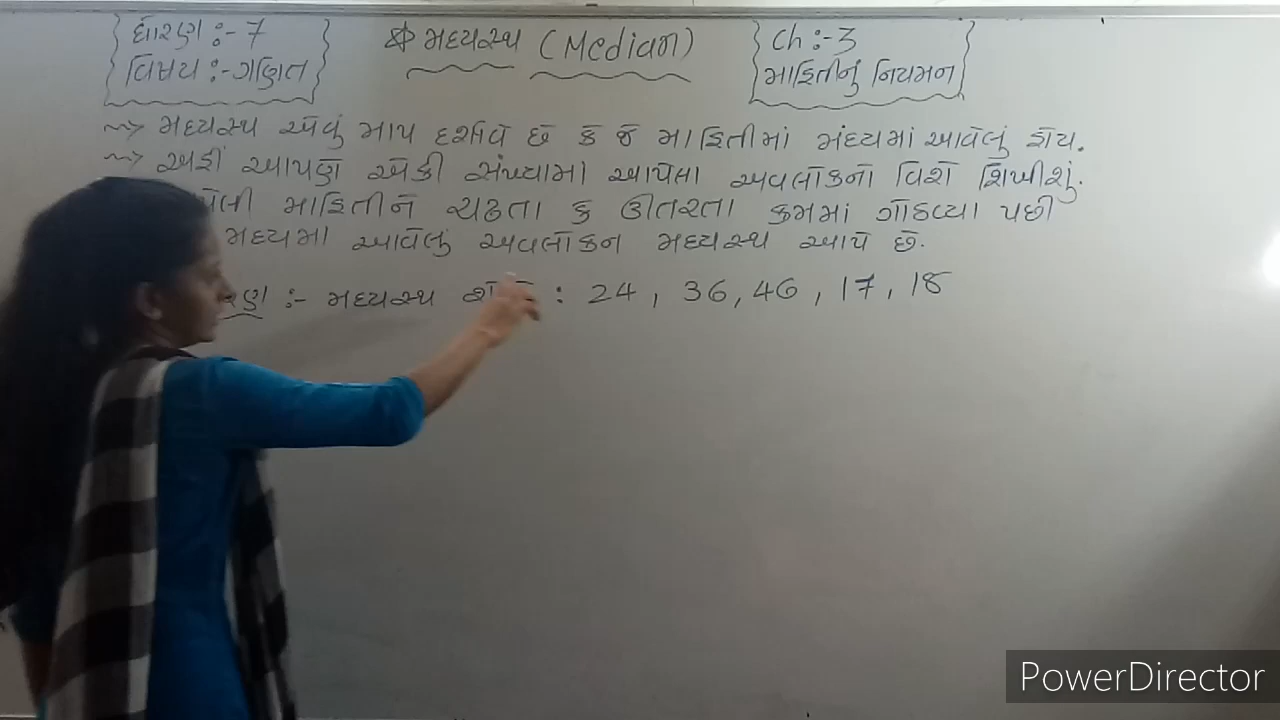 ધોરણ :- 7
વિષય :- ગણિત
* મધ્યસ્થ (Median)
Ch :- 3
માહિતીનું નિયમન
~~> મધ્યસ્થ એવું માપ દર્શાવે છે કે જે માહિતીમાં મધ્યમાં આવેલું હોય.
~~> અહીં આપણે એકી સંખ્યામાં આપેલા અવલોકનો વિશે શિખીશું.
પેલી માહિતીને ચઢતા કે ઊતરતા ક્રમમાં ગોઠવ્યા પછી
મધ્યમાં આવેલું અવલોકન મધ્યસ્થ આપે છે.
રણ :- મધ્યસ્થ : 24, 36, 46, 17, 18
PowerDirector